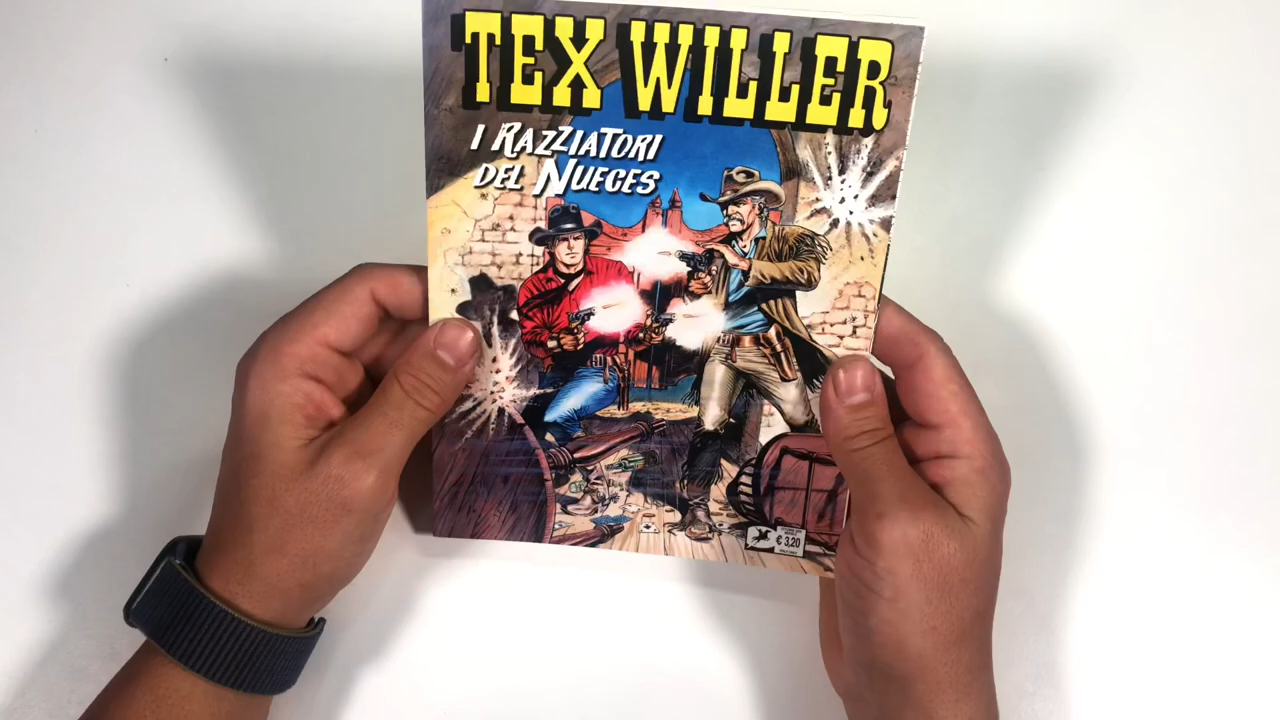 TEX WILLER
I RAZZIATORI
DEL NUECES
€ 3,20